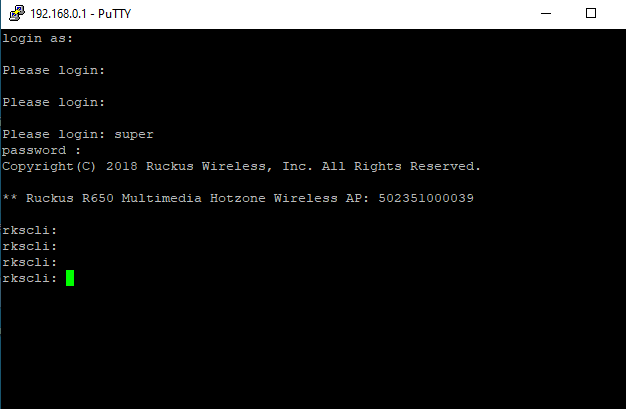 192.168.0.1 - PuTTY
login as:
Please login:
Please login:
Please login: super
password :
Copyright(C) 2018 Ruckus Wireless, Inc. All Rights Reserved.
** Ruckus R650 Multimedia Hotzone Wireless AP: 502351000039
rkscli:
rkscli:
rkscli:
rkscli: